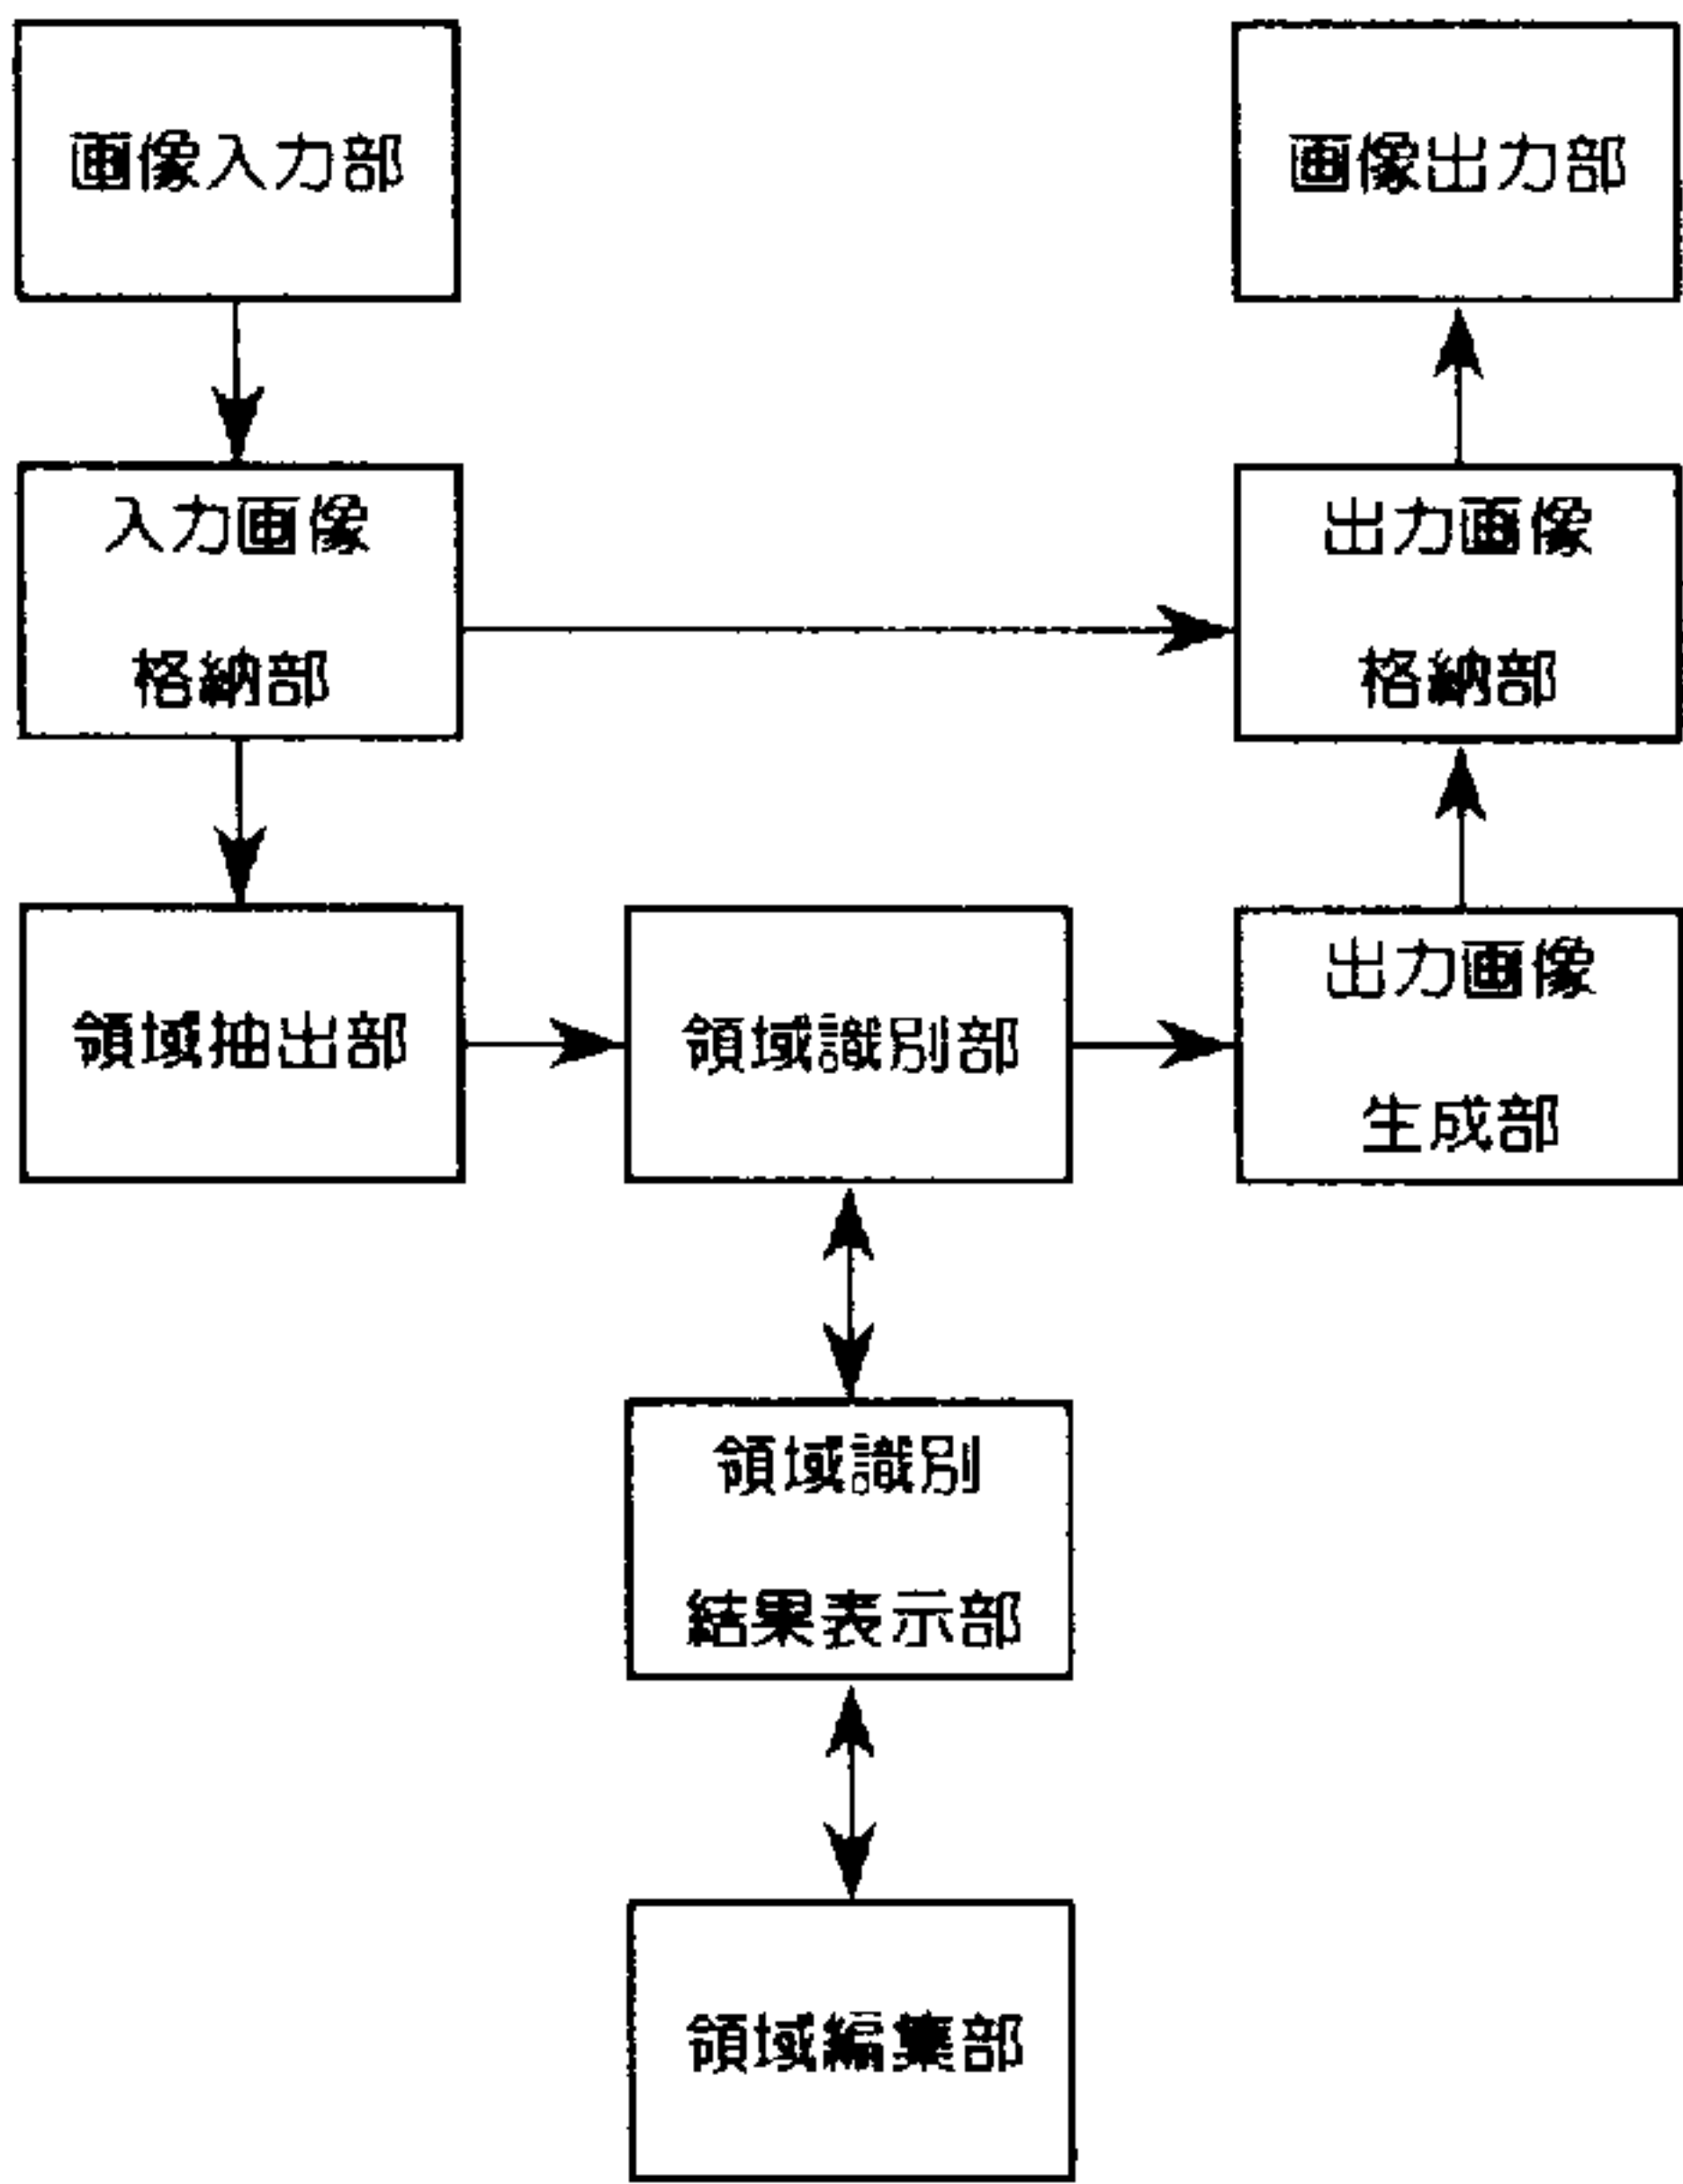 画像入力部
画像出力部
入力画像
格納部
出力画像
格納部
領域抽出部
領域識別部
出力画像
生成部
領域識別
結果表示部
領域編集部